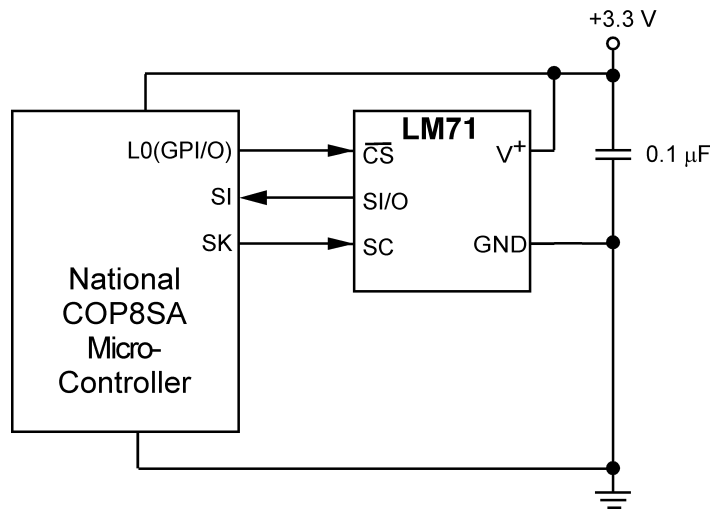 +3.3 V
LM71
L0(GPI/O)
CS
V+
0.1 µF
SI
SI/O
SK
SC
GND
National
COP8SA
Micro-
Controller